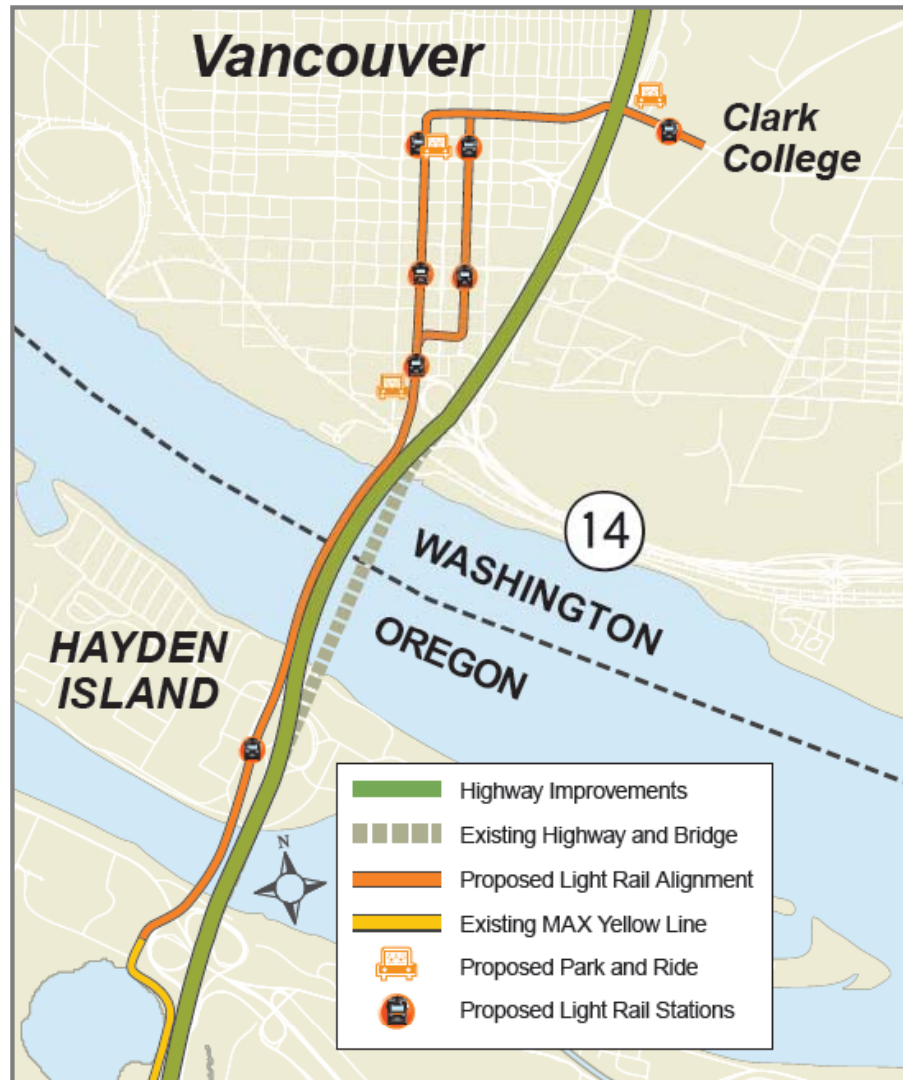 Vancouver
Clark
College
14
WASHINGTON
OREGON
HAYDEN
ISLAND
N
Highway Improvements
Existing Highway and Bridge
Proposed Light Rail Alignment
Existing MAX Yellow Line
Proposed Park and Ride
Proposed Light Rail Stations